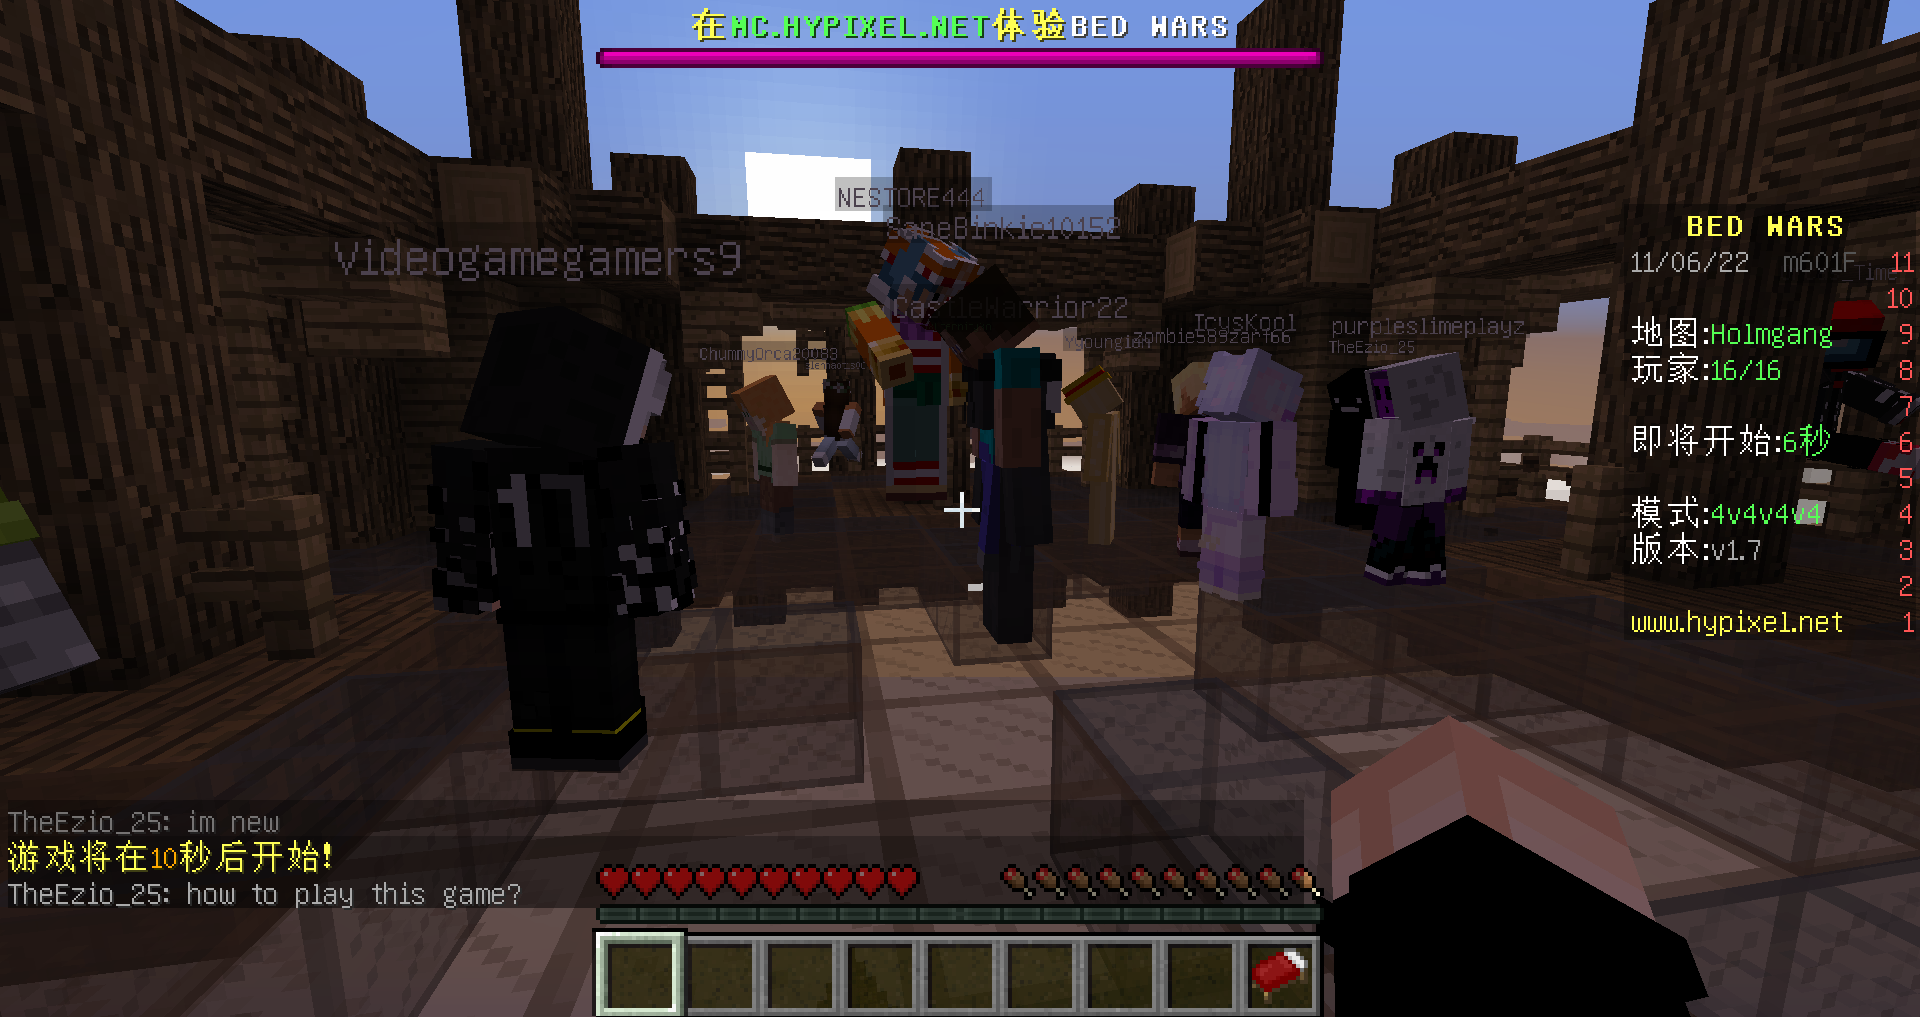 在MC.HYPIXEL.NET体验BED WARS
NESTORE444
SaneBinkie10152
Videogamegamers9
CastleWarrior22
IcusKool
purpleslimeplayz
TheEzio_25
ChummyOrca20093
BED WARS
11/06/22 m601F 11
10
地图:Holmgang 9
玩家:16/16 8
7
即将开始:6秒 6
5
模式:4v4v4v4 4
版本:v1.7 3
2
www.hypixel.net 1
TheEzio_25: im new
游戏将在10秒后开始!
TheEzio_25: how to play this game?